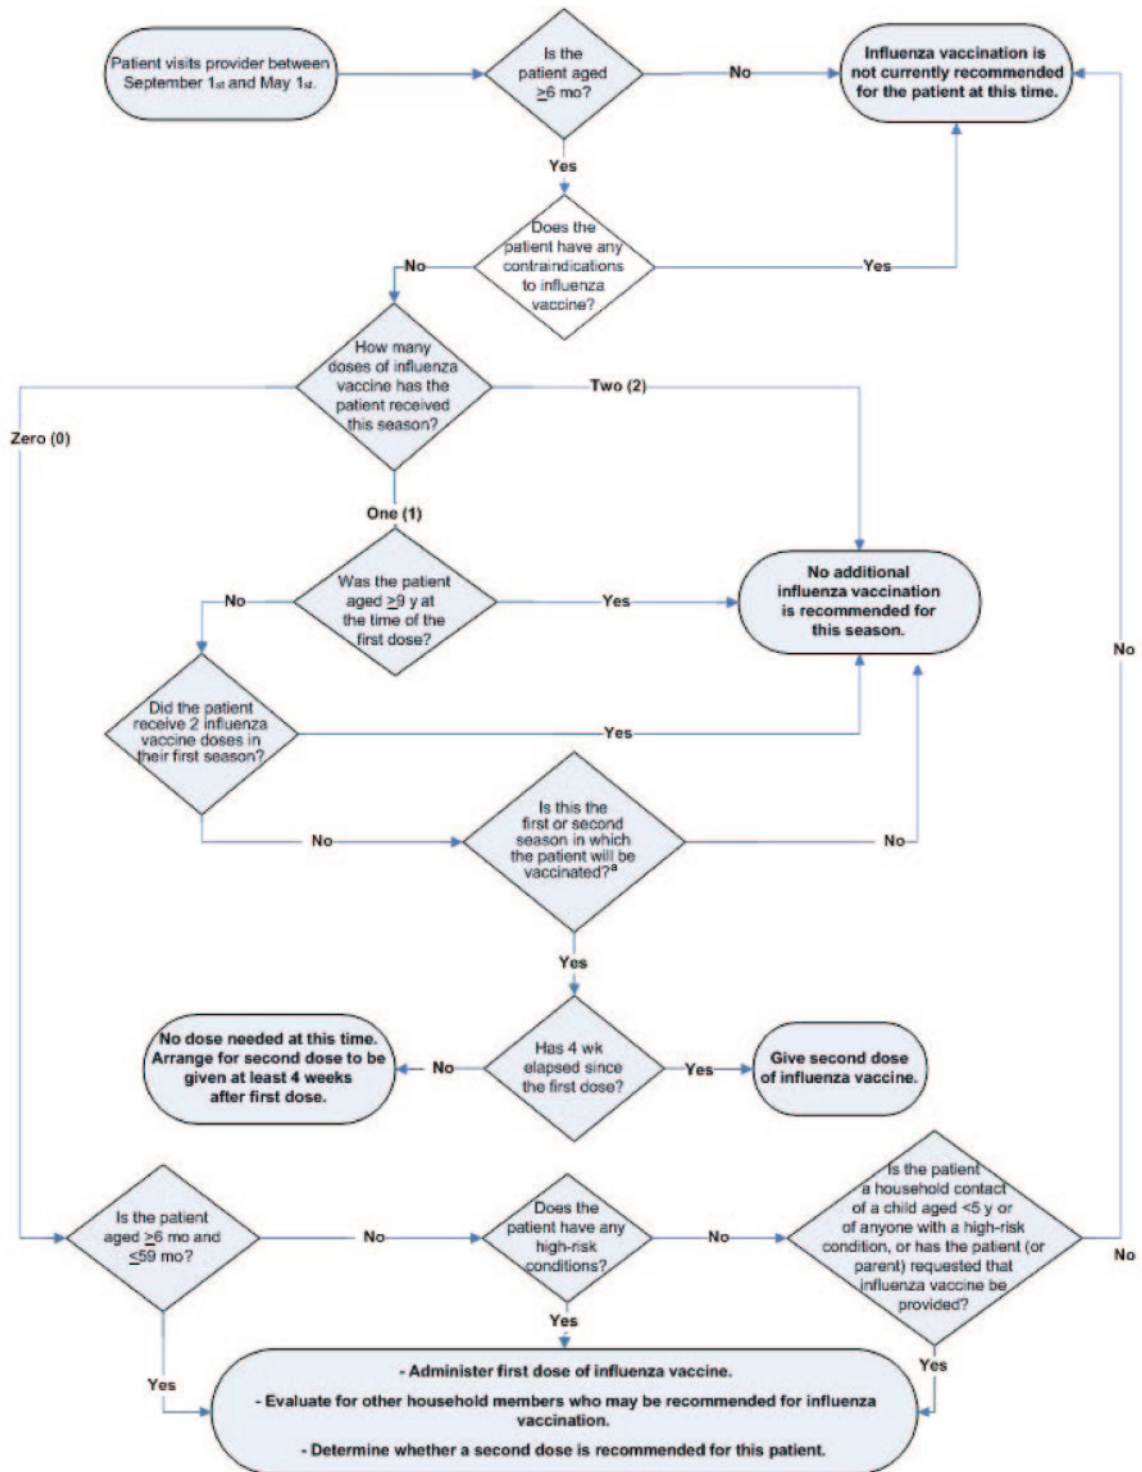 Patient visits provider between
September 1st and May 1st.
Is the
patient aged
≥6 mo?
No
Influenza vaccination is
not currently recommended
for the patient at this time.
Yes
Does the
patient have any
contraindications
to influenza
vaccine?
No
Yes
How many
doses of influenza
vaccine has the
patient received
this season?
Two (2)
Zero (0)
One (1)
Was the patient
aged ≥9 y at
the time of the
first dose?
No
Yes
No additional
influenza vaccination
is recommended for
this season.
No
Did the patient
receive 2 influenza
vaccine doses in
their first season?
Yes
No
Is this the
first or second
season in which
the patient will be
vaccinated?a
No
Yes
No dose needed at this time.
Arrange for second dose to be
given at least 4 weeks
after first dose.
No
Has 4 wk
elapsed since
the first dose?
Yes
Give second dose
of influenza vaccine.
Is the patient
aged ≥6 mo and
≤59 mo?
No
Does the
patient have any
high-risk
conditions?
No
Is the patient
a household contact
of a child aged <5 y or
of anyone with a high-risk
condition, or has the patient (or
parent) requested that
influenza vaccine be
provided?
No
Yes
Yes
Yes
- Administer first dose of influenza vaccine.
- Evaluate for other household members who may be recommended for influenza
vaccination.
- Determine whether a second dose is recommended for this patient.